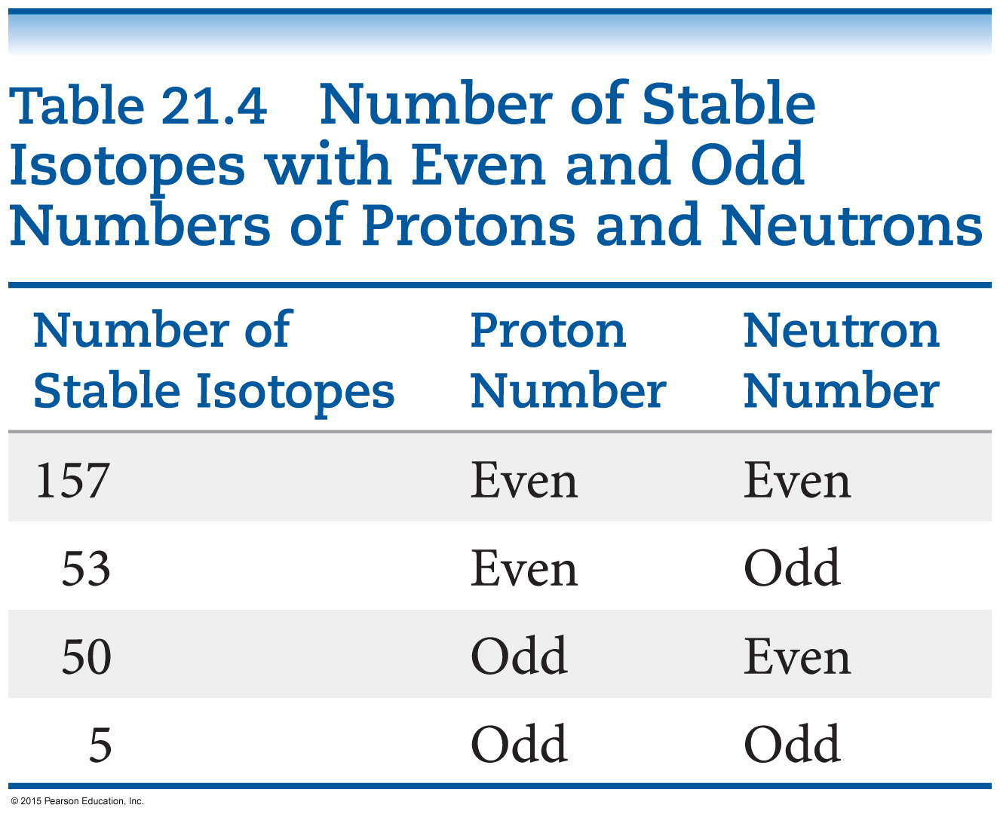 Table 21.4 Number of Stable
Isotopes with Even and Odd
Numbers of Protons and Neutrons
Number of Stable Isotopes Proton Number Neutron Number
157 Even Even
53 Even Odd
50 Odd Even
5 Odd Odd
© 2015 Pearson Education, Inc.